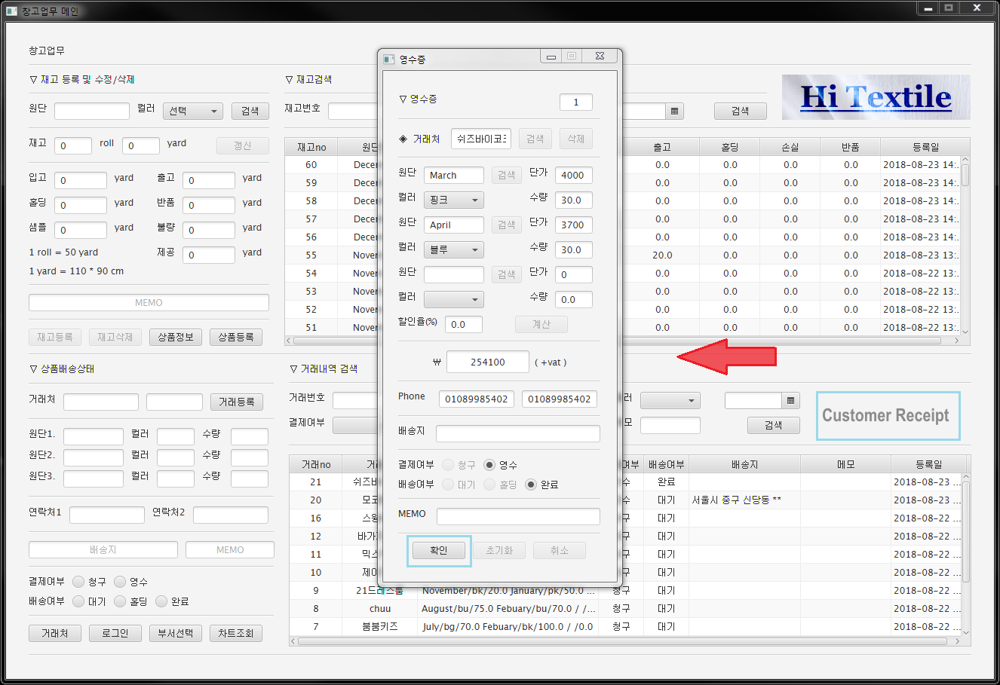 창고업무 메인
창고업무
▽ 재고 등록 및 수정/삭제
원단 컬러 선택 검색
재고 0 roll 0 yard 갱신
입고 0 yard 출고 0 yard
홀딩 0 yard 반품 0 yard
샘플 0 yard 불량 0 yard
1 roll = 50 yard 제공 0 yard
1 yard = 110 * 90 cm
MEMO
재고등록 재고삭제 상품정보 상품등록
▽ 상품배송상태
거래처 거래등록
원단1. 컬러 수량
원단2. 컬러 수량
원단3. 컬러 수량
연락처1 연락처2
배송지 MEMO
결제여부 청구 영수
배송여부 대기 홀딩 완료
거래처 로그인 부서선택 차트조회
▽ 재고검색
Hi Textile
재고번호 검색
재고no 원단 출고 홀딩 손실 반품 등록일
60 Decem 0.0 0.0 0.0 0.0 2018-08-23 14:.
59 Decem 0.0 0.0 0.0 0.0 2018-08-23 14:.
58 Decem 0.0 0.0 0.0 0.0 2018-08-23 14:.
57 Decem 0.0 0.0 0.0 0.0 2018-08-23 14:.
56 Decem 0.0 0.0 0.0 0.0 2018-08-23 14:.
55 Novem 20.0 0.0 0.0 0.0 2018-08-23 13:.
54 Novem 0.0 0.0 0.0 0.0 2018-08-22 13:.
53 Novem 0.0 0.0 0.0 0.0 2018-08-22 13:.
52 Novem 0.0 0.0 0.0 0.0 2018-08-22 13:.
51 Novem 0.0 0.0 0.0 0.0 2018-08-22 13:.
영수증
▽ 영수증 1
◈ 거래처 쉬즈바이코코 검색 삭제
원단 March 검색 단가 4000
컬러 핑크 수량 30.0
원단 April 검색 단가 3700
컬러 블루 수량 30.0
원단 검색 단가 0
컬러 수량 0.0
할인율(%) 0.0 계산
₩ 254100 ( +vat )
Phone 01089985402 01089985402
배송지
결제여부 청구 영수
배송여부 대기 홀딩 완료
MEMO
확인 초기화 취소
▽ 거래내역 검색
거래번호 러
결제여부 모 검색
Customer Receipt
거래no 거래 여부 배송여부 배송지 메모 등록일
21 쉬즈바 수 완료 2018-08-23 ...
20 모코 수 대기 서울시 중구 신당동 ** 2018-08-23 ...
16 스윙 구 대기 2018-08-22 ...
12 바가 구 대기 2018-08-22 ...
11 믹스 구 대기 2018-08-22 ...
10 제이 구 대기 2018-08-22 ...
9 21드레스룸 November/bk/20.0 January/pk/50.0 ... 청구 대기 2018-08-22 ...
8 chuu August/bu/75.0 Febuary/bu/70.0 / /... 청구 대기 2018-08-22 ...
7 붐붐키즈 July/bg/70.0 Febuary/bk/100.0 / /0.0 청구 대기 2018-08-22 ...